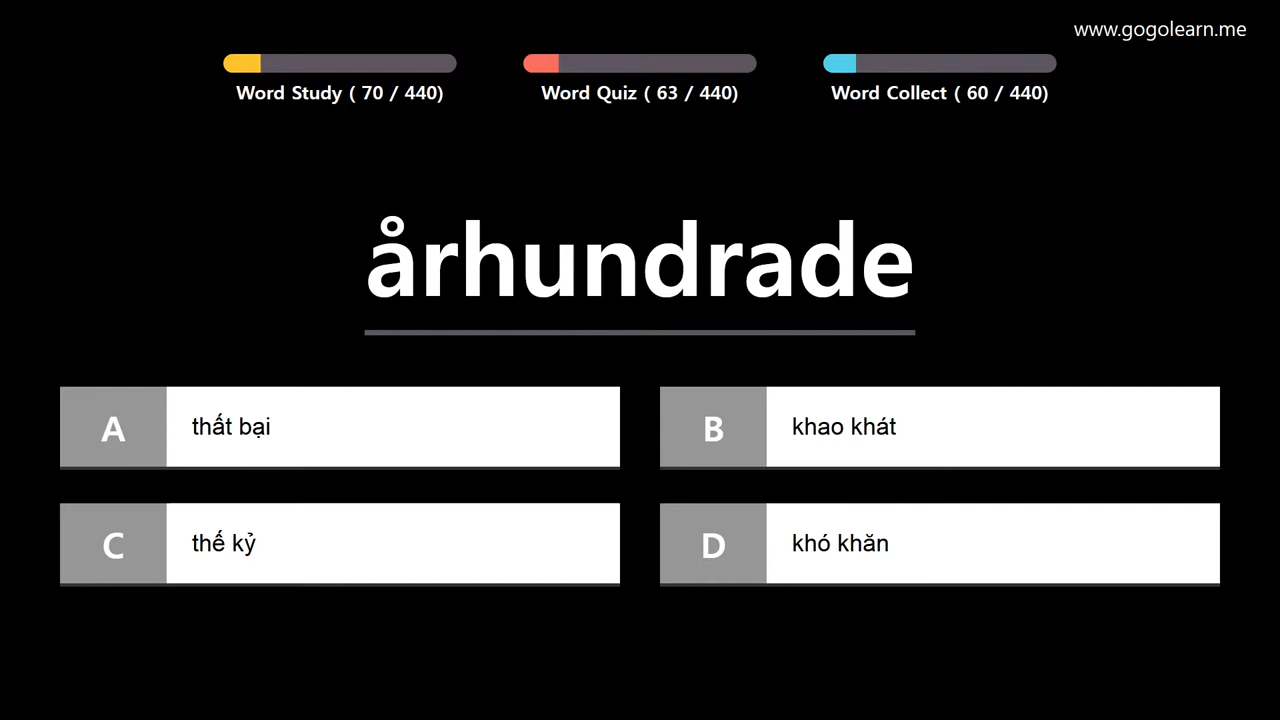 www.gogolearn.me
Word Study ( 70 / 440)
Word Quiz ( 63 / 440)
Word Collect ( 60 / 440)
århundrade
A
thất bại
B
khao khát
C
thế kỷ
D
khó khăn